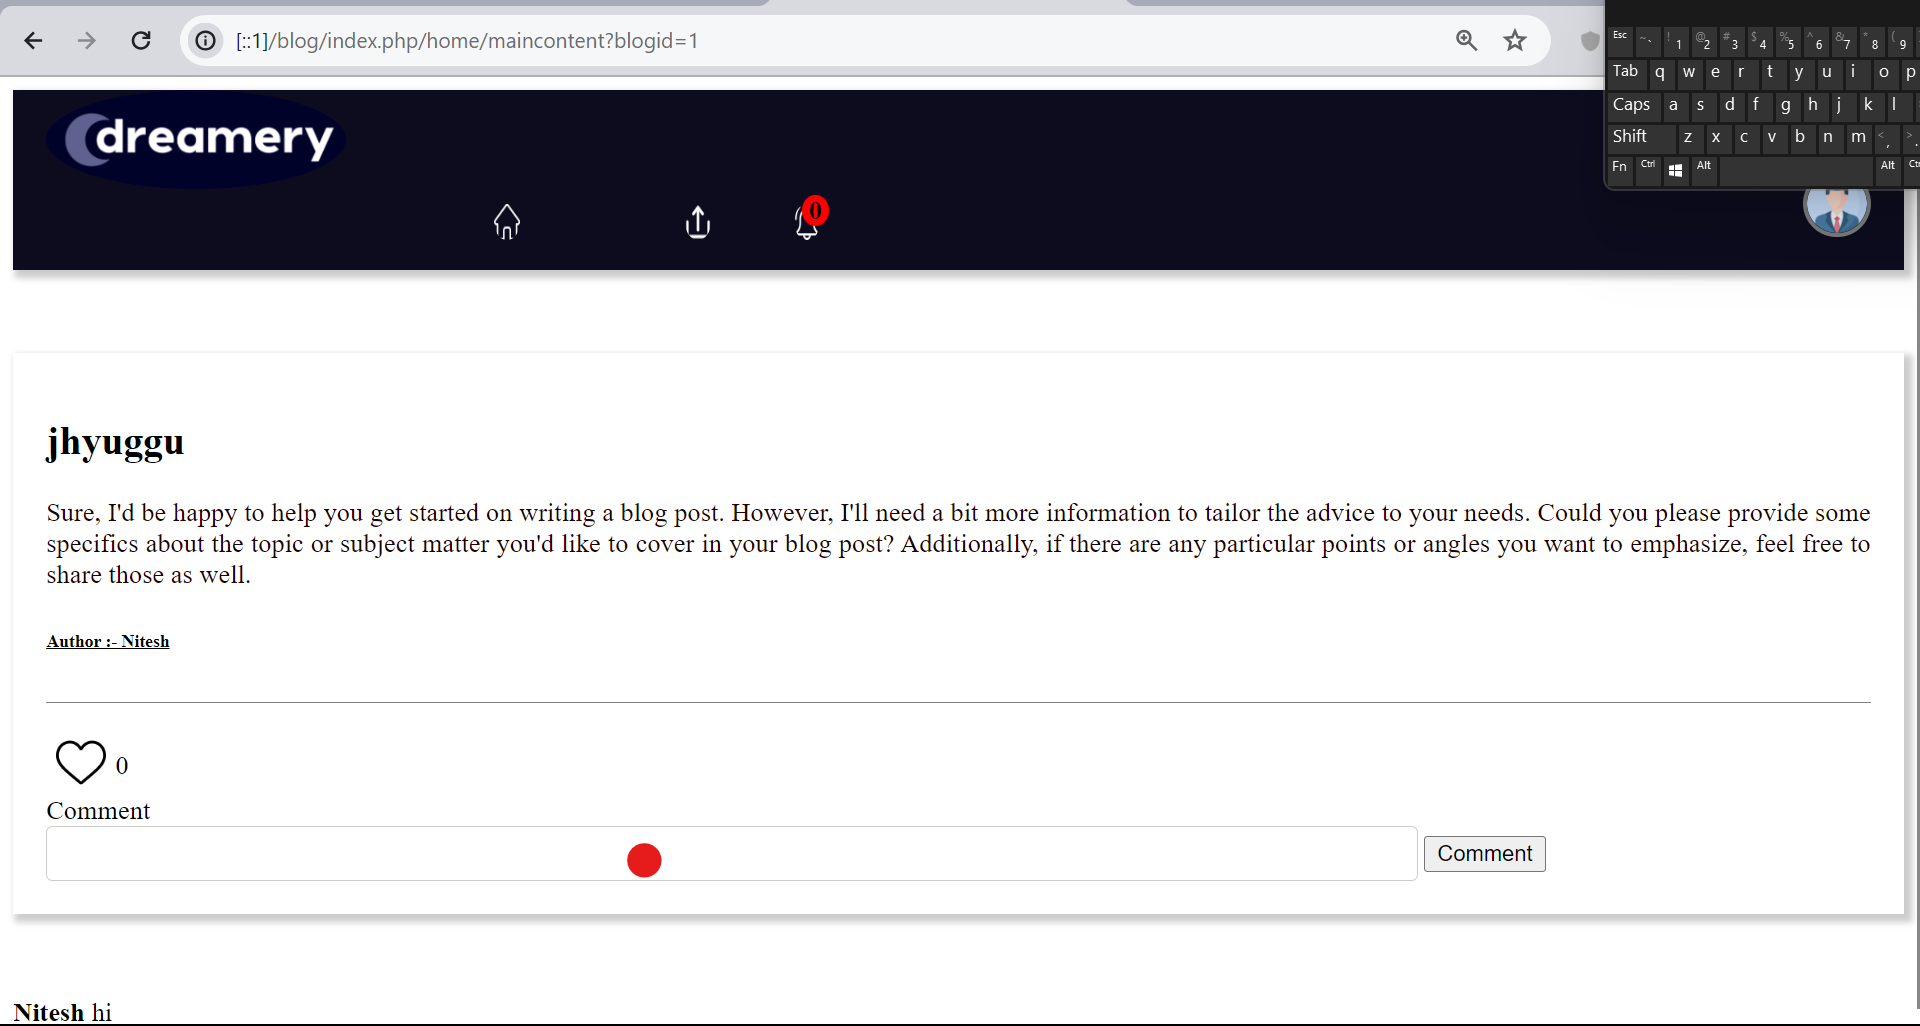 [::1]/blog/index.php/home/maincontent?blogid=1
Esc ~ ` ! 1 @ 2 # 3 $ 4 % 5 ^ 6 & 7 * 8 ( 9
Tab q w e r t y u i o p
Caps a s d f g h j k l
Shift z x c v b n m < , > .
Fn Ctrl Alt Alt Ctr
dreamery
0
jhyuggu
Sure, I'd be happy to help you get started on writing a blog post. However, I'll need a bit more information to tailor the advice to your needs. Could you please provide some
specifics about the topic or subject matter you'd like to cover in your blog post? Additionally, if there are any particular points or angles you want to emphasize, feel free to
share those as well.
Author :- Nitesh
0
Comment
Comment
Nitesh hi